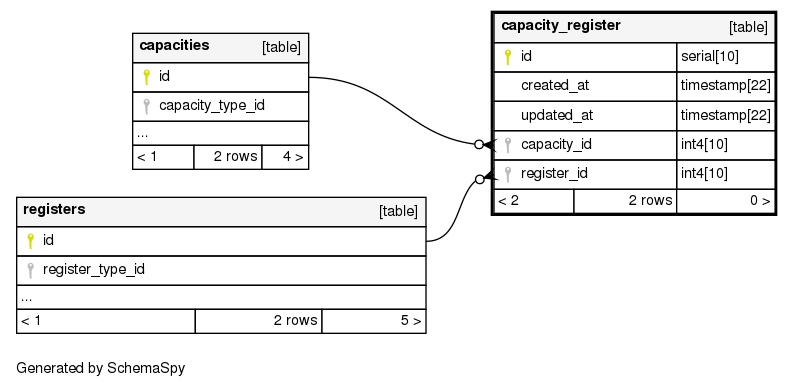 capacities [table]
id
capacity_type_id
...
< 1 2 rows 4 >
registers [table]
id
register_type_id
...
< 1 2 rows 5 >
capacity_register [table]
id serial[10]
created_at timestamp[22]
updated_at timestamp[22]
capacity_id int4[10]
register_id int4[10]
< 2 2 rows 0 >
Generated by SchemaSpy